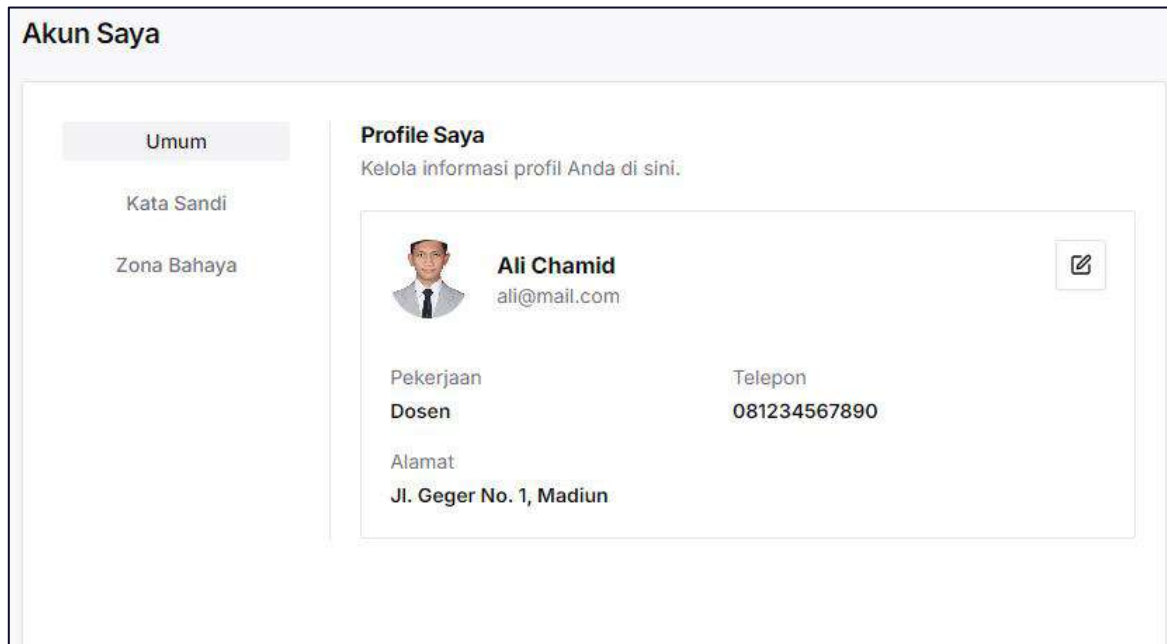 Akun Saya
Umum
Kata Sandi
Zona Bahaya
Profile Saya
Kelola informasi profil Anda di sini.
Ali Chamid
ali@mail.com
Pekerjaan
Dosen
Telepon
081234567890
Alamat
Jl. Geger No. 1, Madiun